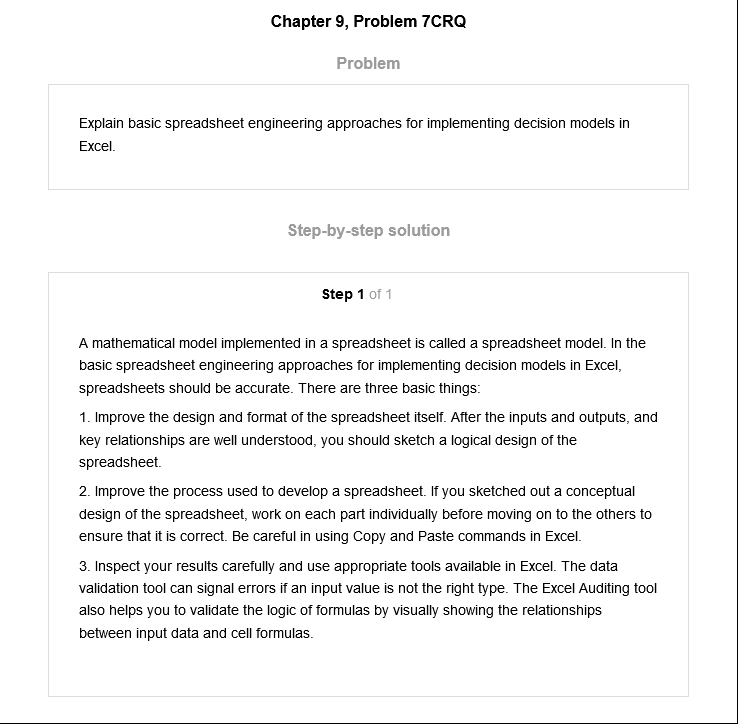 Chapter 9, Problem 7CRQ
Problem
Explain basic spreadsheet engineering approaches for implementing decision models in
Excel.
Step-by-step solution
Step 1 of 1
A mathematical model implemented in a spreadsheet is called a spreadsheet model. In the
basic spreadsheet engineering approaches for implementing decision models in Excel,
spreadsheets should be accurate. There are three basic things:
1. Improve the design and format of the spreadsheet itself. After the inputs and outputs, and
key relationships are well understood, you should sketch a logical design of the
spreadsheet.
2. Improve the process used to develop a spreadsheet. If you sketched out a conceptual
design of the spreadsheet, work on each part individually before moving on to the others to
ensure that it is correct. Be careful in using Copy and Paste commands in Excel.
3. Inspect your results carefully and use appropriate tools available in Excel. The data
validation tool can signal errors if an input value is not the right type. The Excel Auditing tool
also helps you to validate the logic of formulas by visually showing the relationships
between input data and cell formulas.